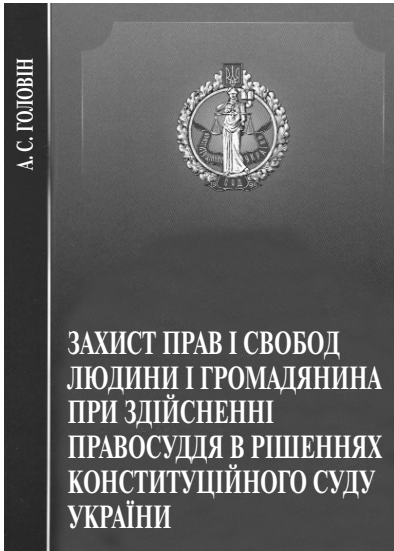 А. С. ГОЛОВІН
ЗАХИСТ ПРАВ І СВОБОД
ЛЮДИНИ І ГРОМАДЯНИНА
ПРИ ЗДІЙСНЕННІ
ПРАВОСУДДЯ В РІШЕННЯХ
КОНСТИТУЦІЙНОГО СУДУ
УКРАЇНИ